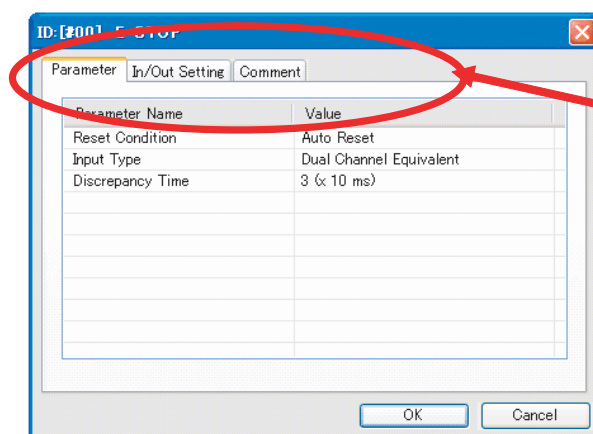 ID:[#00] E-STOP
Parameter In/Out Setting Comment
Parameter Name Value
Reset Condition Auto Reset
Input Type Dual Channel Equivalent
Discrepancy Time 3 (x 10 ms)
OK Cancel